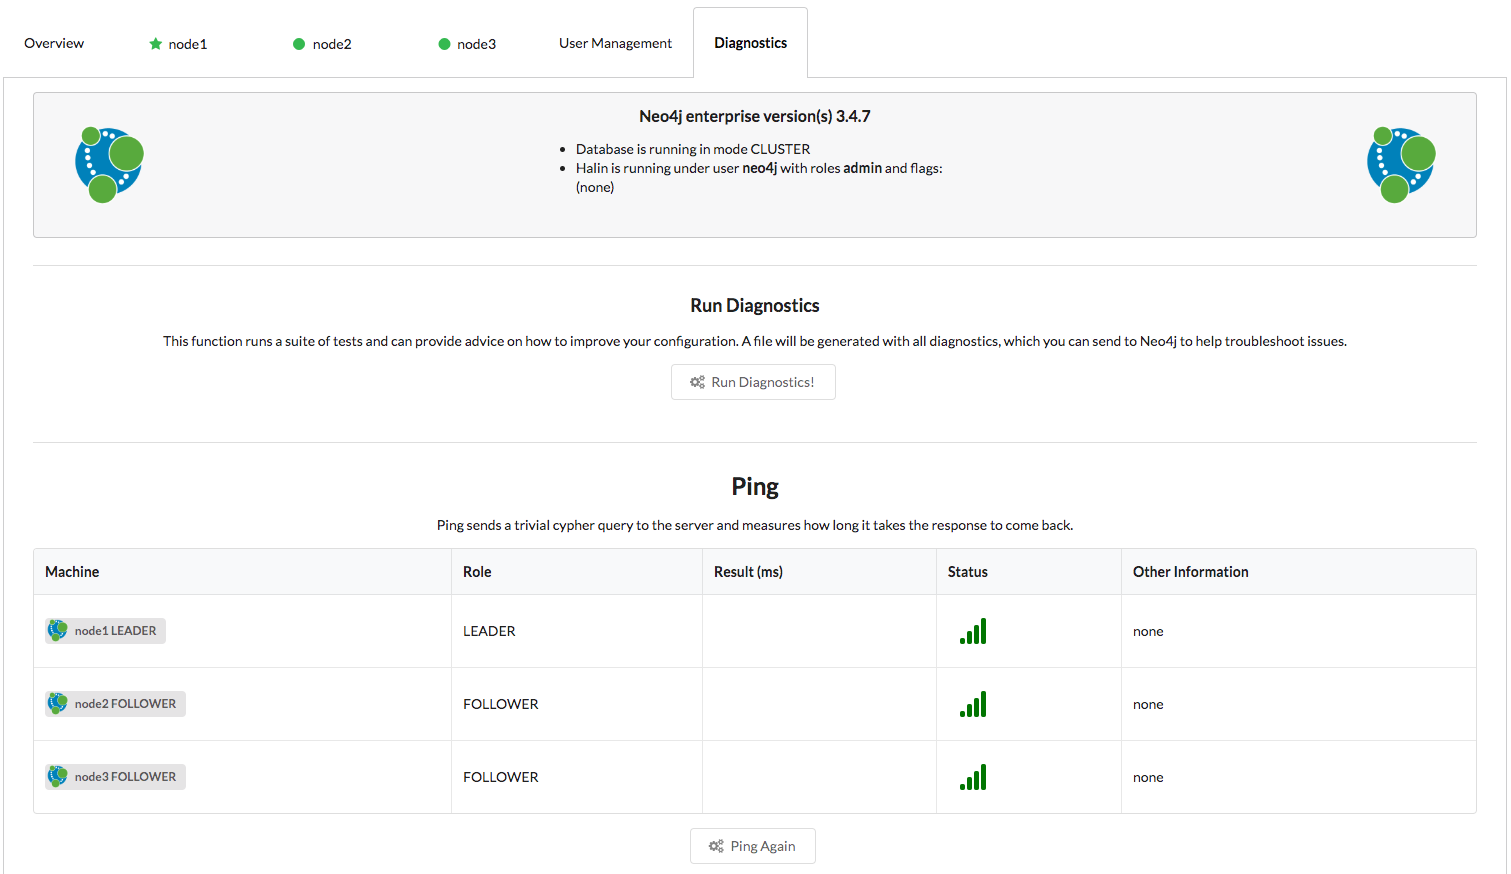 Overview node1 node2 node3 User Management Diagnostics
Neo4j enterprise version(s) 3.4.7
Database is running in mode CLUSTER
Halin is running under user neo4j with roles admin and flags:
(none)
Run Diagnostics
This function runs a suite of tests and can provide advice on how to improve your configuration. A file will be generated with all diagnostics, which you can send to Neo4j to help troubleshoot issues.
Run Diagnostics!
Ping
Ping sends a trivial cypher query to the server and measures how long it takes the response to come back.
Machine Role Result (ms) Status Other Information
node1 LEADER LEADER none
node2 FOLLOWER FOLLOWER none
node3 FOLLOWER FOLLOWER none
Ping Again